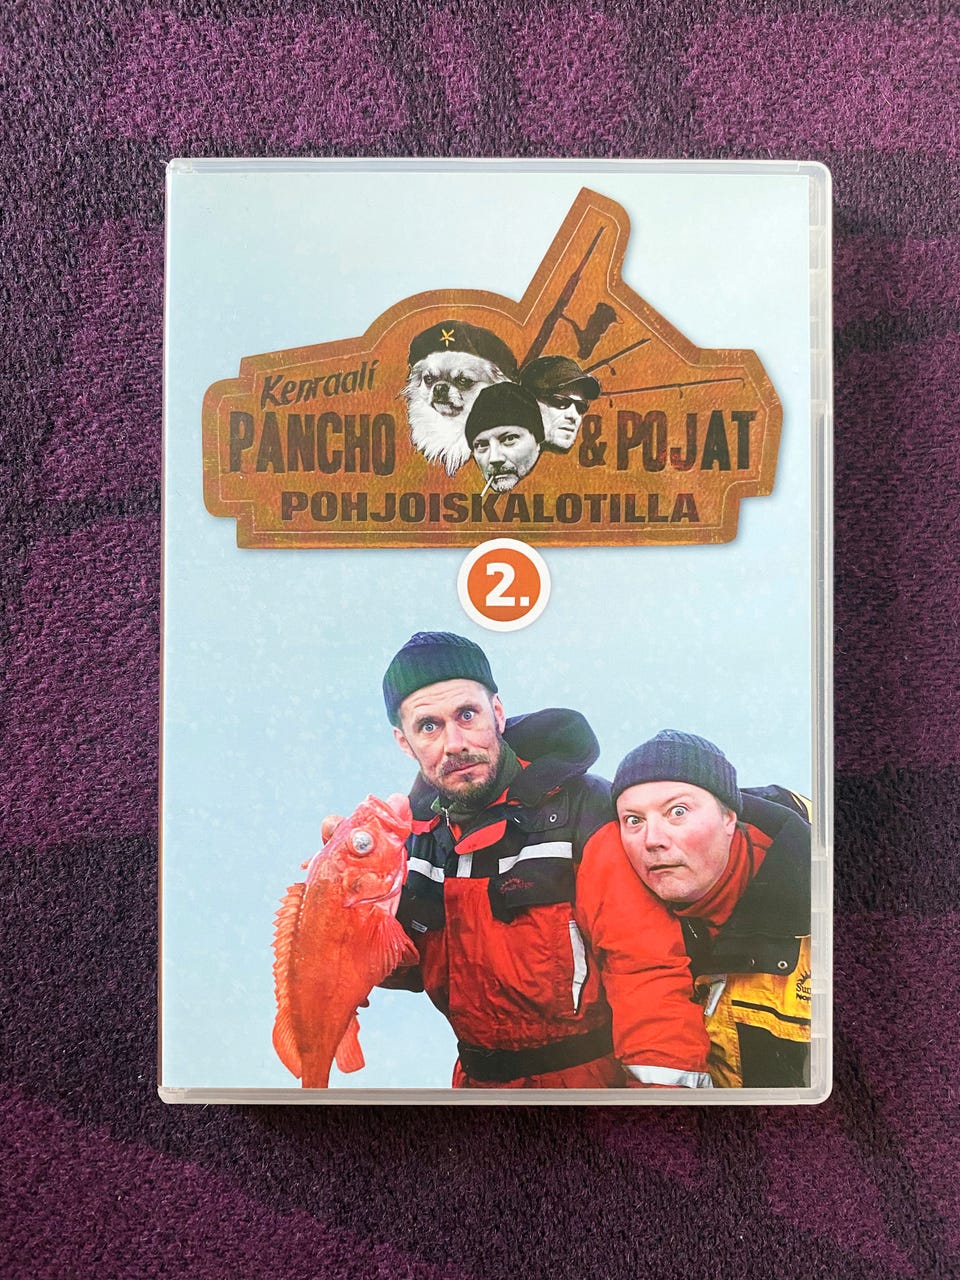 Kenraali
PANCHO & POJAT
POHJOISKALOTILLA
2.